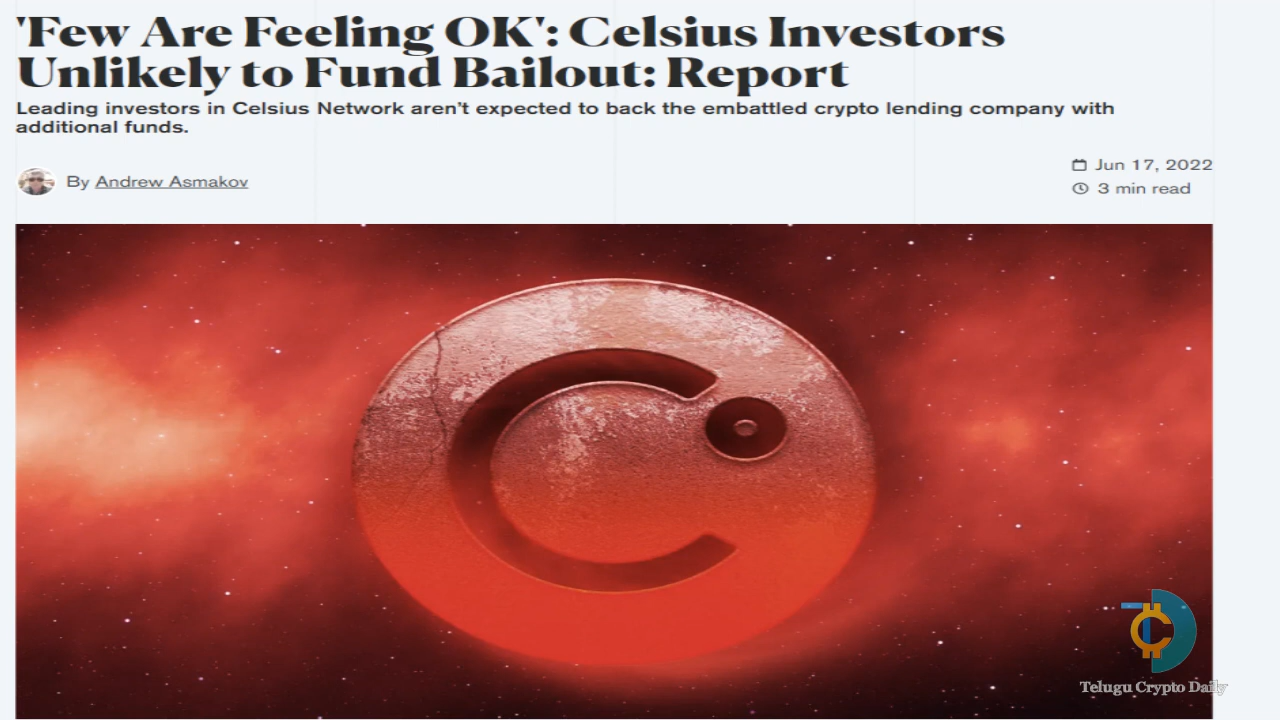 'Few Are Feeling OK': Celsius Investors
Unlikely to Fund Bailout: Report
Leading investors in Celsius Network aren't expected to back the embattled crypto lending company with
additional funds.
By Andrew Asmakov
Jun 17, 2022
3 min read
Telugu Crypto Daily